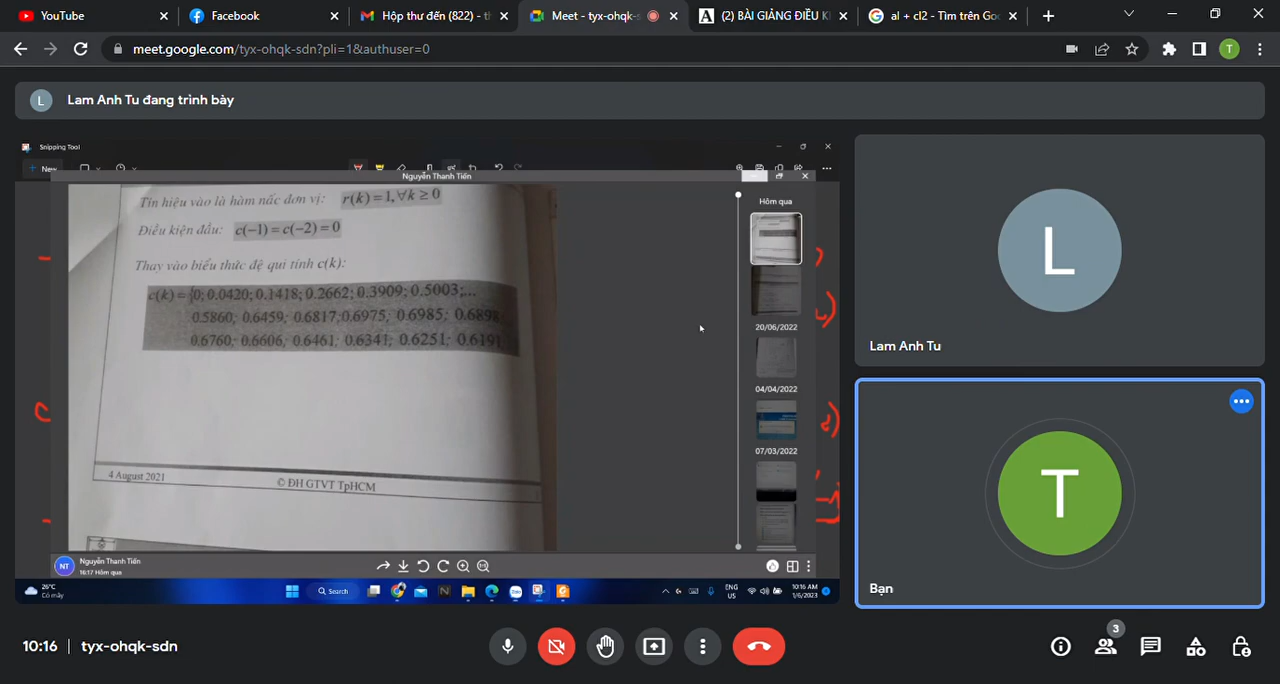 YouTube
Facebook
Hộp thư đến (822) - th
Meet - tyx-ohqk-s
A
(2) BÀI GIẢNG ĐIỀU K
al + cl2 - Tìm trên Goo
meet.google.com/tyx-ohqk-sdn?pli=1&authuser=0
T
L
Lam Anh Tu đang trình bày
Snipping Tool
New
Nguyễn Thanh Tiến
Tín hiệu vào là hàm nấc đơn vị: r(k) = 1, ∀k ≥ 0
Điều kiện đầu: c(−1) = c(−2) = 0
Thay vào biểu thức đệ qui tính c(k):
c(k) = {0; 0.0420; 0.1418; 0.2662; 0.3909; 0.5003;...
0.5860; 0.6459; 0.6817;0.6975; 0.6985; 0.6898
0.6760; 0.6606; 0.6461; 0.6341; 0.6251; 0.6191
4 August 2021
© ĐH GTVT TpHCM
Hôm qua
20/06/2022
04/04/2022
07/03/2022
NT
Nguyễn Thanh Tiến
16:17 Hôm qua
26°C
Có mây
Search
ENG
US
10:16 AM
1/6/2023
L
Lam Anh Tu
T
Bạn
10:16 | tyx-ohqk-sdn
3